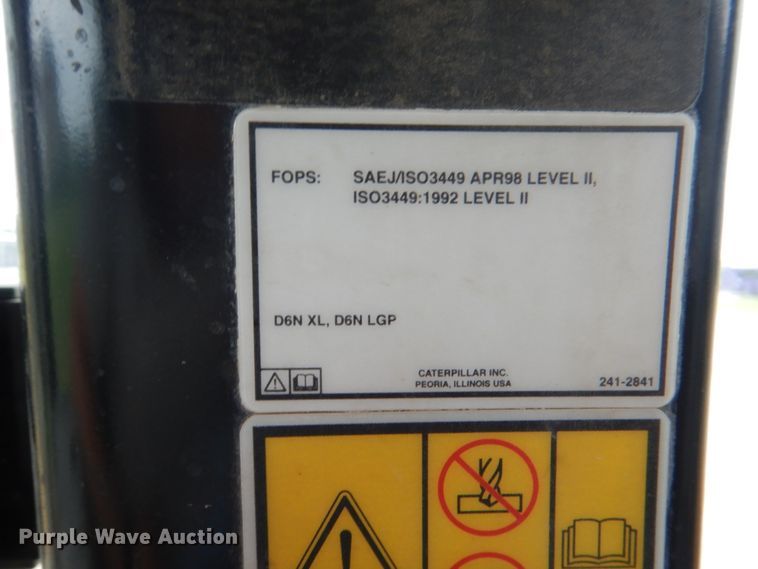 FOPS: SAEJ/ISO3449 APR98 LEVEL II,
ISO3449:1992 LEVEL II
D6N XL, D6N LGP
CATERPILLAR INC.
PEORIA, ILLINOIS USA
241-2841
Purple Wave Auction